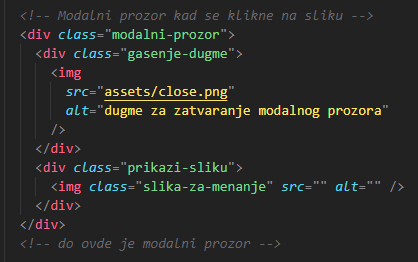 <!-- Modalni prozor kad se klikne na sliku -->
<div class="modalni-prozor">
<div class="gasenje-dugme">
<img
src="assets/close.png"
alt="dugme za zatvaranje modalnog prozora"
/>
</div>
<div class="prikazi-sliku">
<img class="slika-za-menanje" src="" alt="" />
</div>
</div>
<!-- do ovde je modalni prozor -->